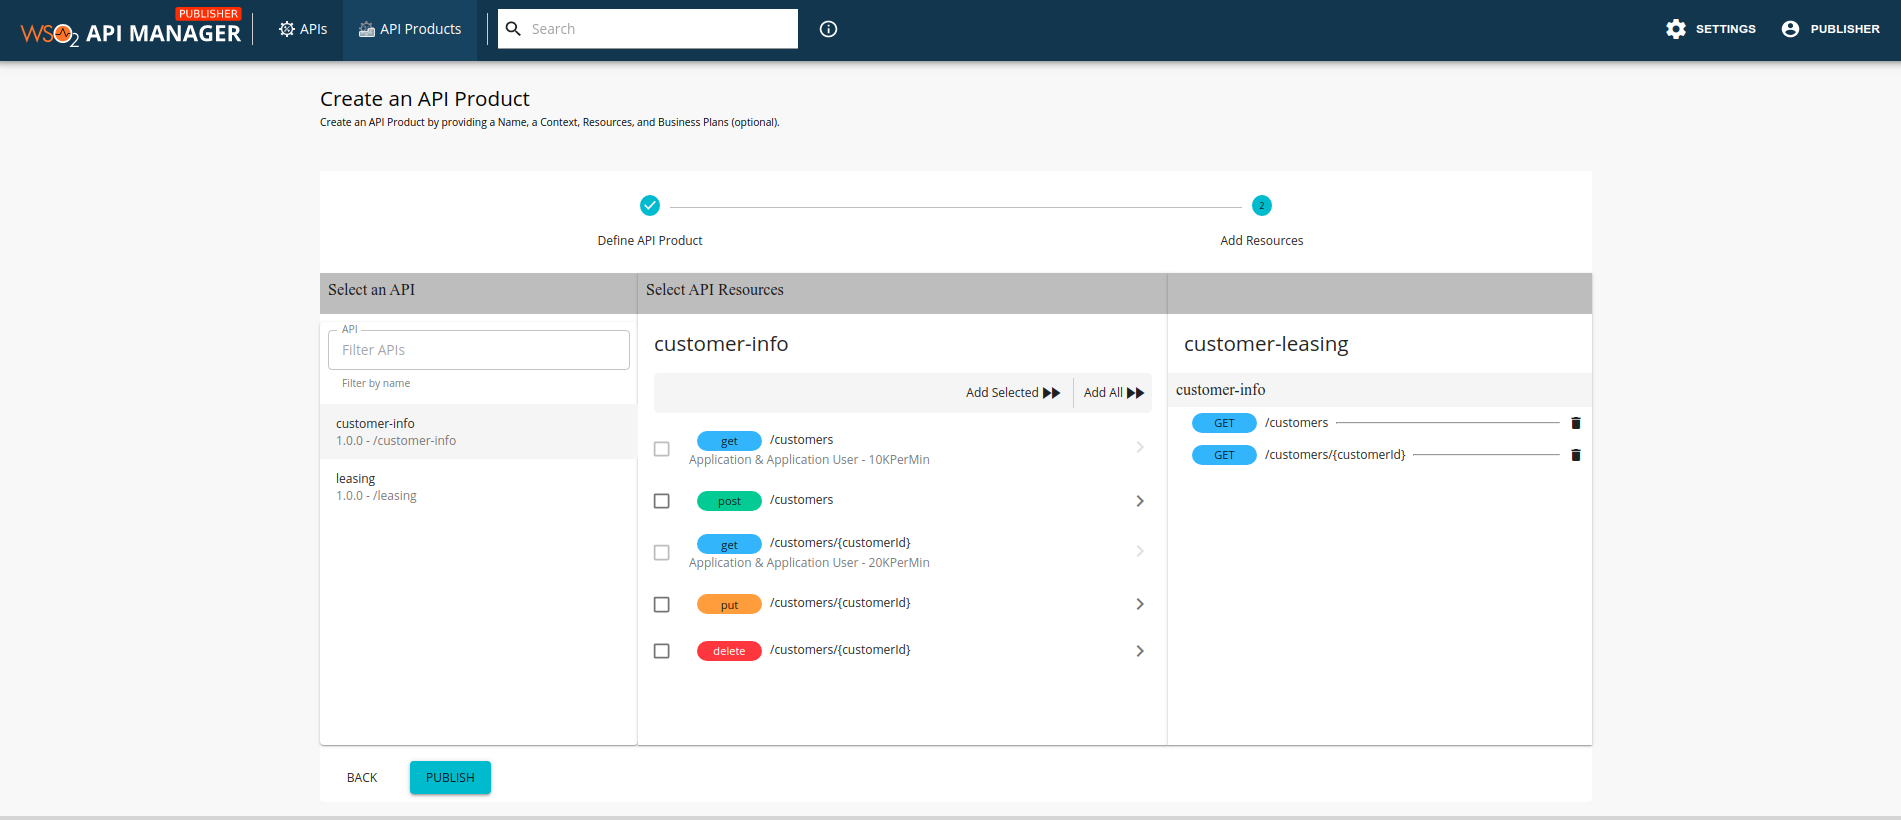 PUBLISHER
WSO2 API MANAGER
APIs
API Products
Search
SETTINGS
PUBLISHER
Create an API Product
Create an API Product by providing a Name, a Context, Resources, and Business Plans (optional).
2
Define API Product
Add Resources
Select an API
Select API Resources
API
Filter APIs
Filter by name
customer-info
1.0.0 - /customer-info
leasing
1.0.0 - /leasing
customer-info
Add Selected
Add All
get /customers
Application & Application User - 10KPerMin
post /customers
get /customers/{customerId}
Application & Application User - 20KPerMin
put /customers/{customerId}
delete /customers/{customerId}
customer-leasing
customer-info
GET /customers
GET /customers/{customerId}
BACK
PUBLISH